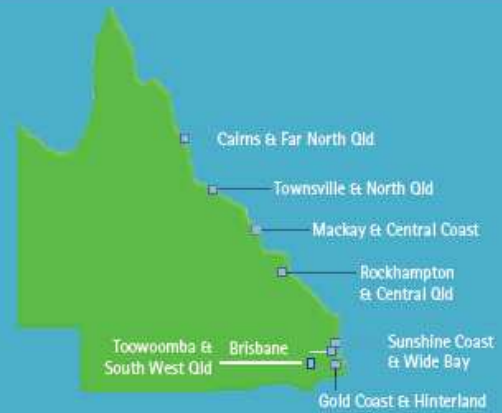 Cairns & Far North Qld
Townsville & North Qld
Mackay & Central Coast
Rockhampton
& Central Qld
Sunshine Coast
& Wide Bay
Brisbane
Toowoomba &
South West Qld
Gold Coast & Hinterland